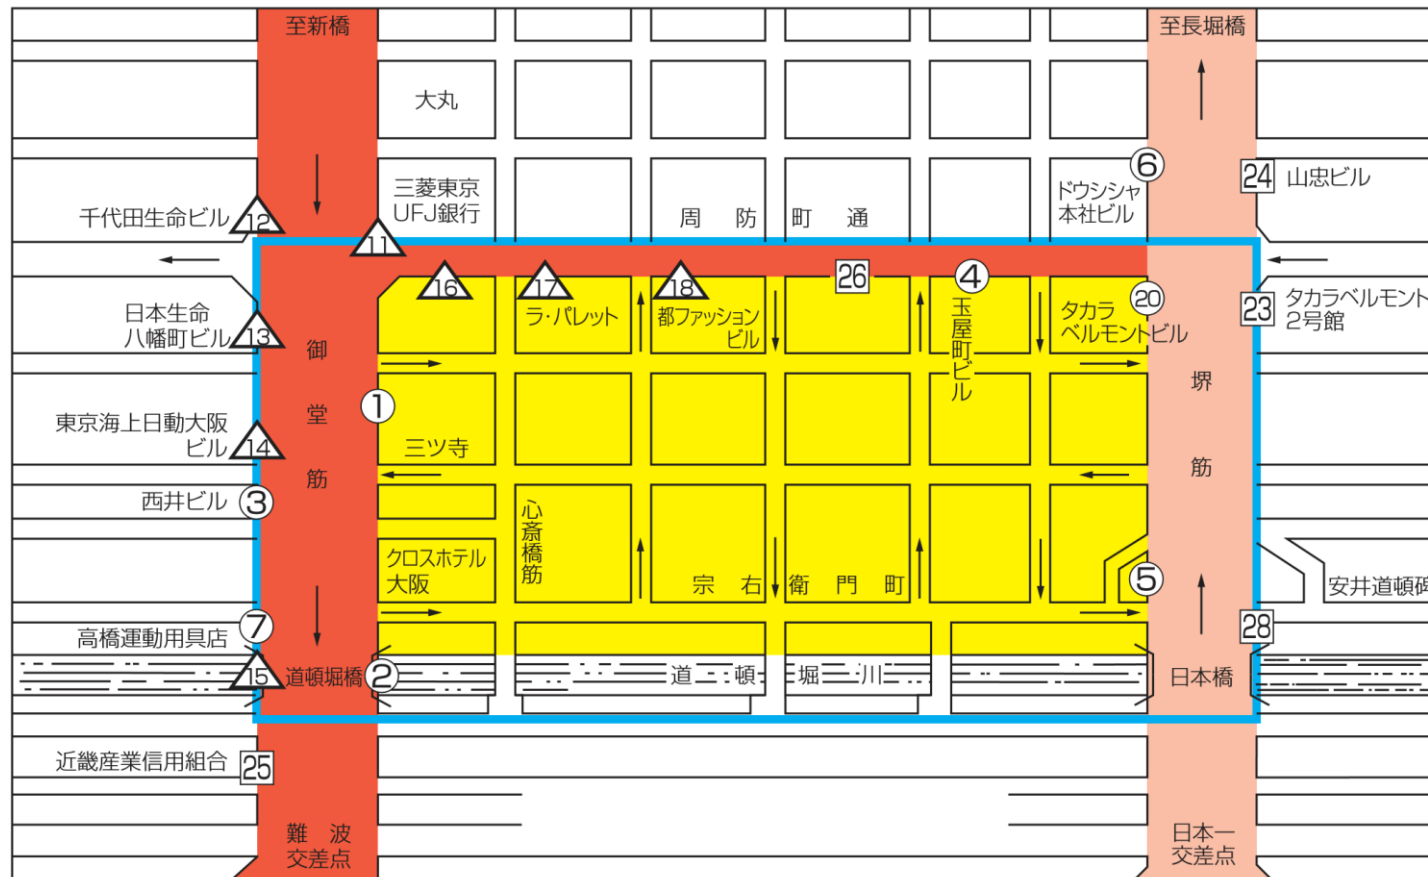 至新橋
至長堀橋
大丸
三菱東京
UFJ銀行
ドウシシャ
本社ビル
6
24
山忠ビル
千代田生命ビル
12
11
周防町通
16
17
18
26
4
20
23
タカラベルモント
2号館
日本生命
八幡町ビル
13
ラ・パレット
都ファッション
ビル
玉屋町ビル
タカラ
ベルモントビル
御堂筋
堺筋
1
東京海上日動大阪
ビル
14
三ツ寺
西井ビル
3
心斎橋筋
クロスホテル
大阪
宗右衛門町
5
安井道頓碑
高橋運動用具店
7
28
15
道頓堀橋
2
道頓堀川
日本橋
近畿産業信用組合
25
難波
交差点
日本一
交差点